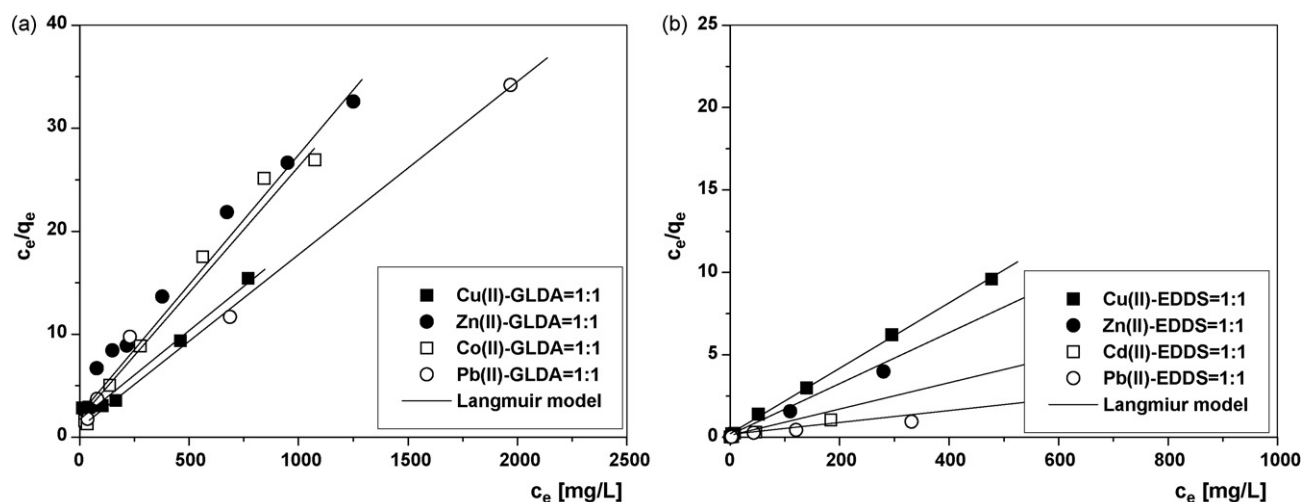 (a)
40
30
20
10
0
c_e/q_e
0
500
1000
1500
2000
2500
c_e [mg/L]
Cu(II)-GLDA=1:1
Zn(II)-GLDA=1:1
Co(II)-GLDA=1:1
Pb(II)-GLDA=1:1
Langmuir model
(b)
25
20
15
10
5
0
c_e/q_e
0
200
400
600
800
1000
c_e [mg/L]
Cu(II)-EDDS=1:1
Zn(II)-EDDS=1:1
Cd(II)-EDDS=1:1
Pb(II)-EDDS=1:1
Langmiur model